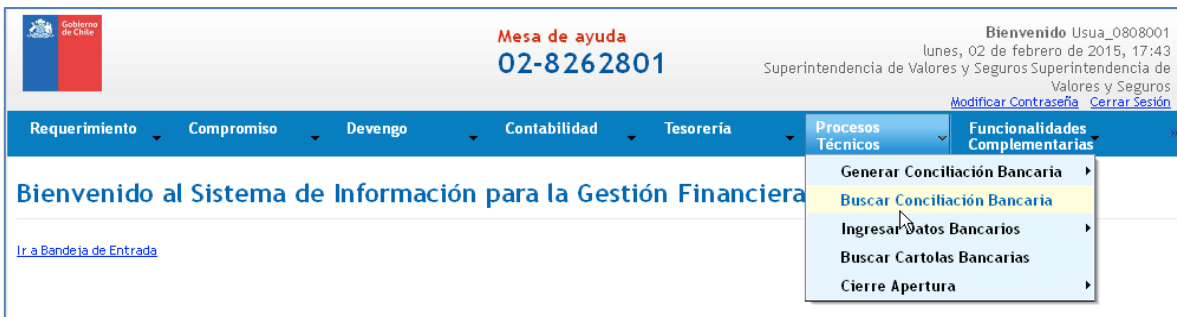 Gobierno
de Chile
Mesa de ayuda
02-8262801
Bienvenido Usua_0808001
lunes, 02 de febrero de 2015, 17:43
Superintendencia de Valores y Seguros Superintendencia de
Valores y Seguros
Modificar Contraseña Cerrar Sesión
Requerimiento Compromiso Devengo Contabilidad Tesorería Procesos Técnicos Funcionalidades Complementarias »
Bienvenido al Sistema de Información para la Gestión Financiera
Ir a Bandeja de Entrada
Generar Conciliación Bancaria
Buscar Conciliación Bancaria
Ingresar Datos Bancarios
Buscar Cartolas Bancarias
Cierre Apertura